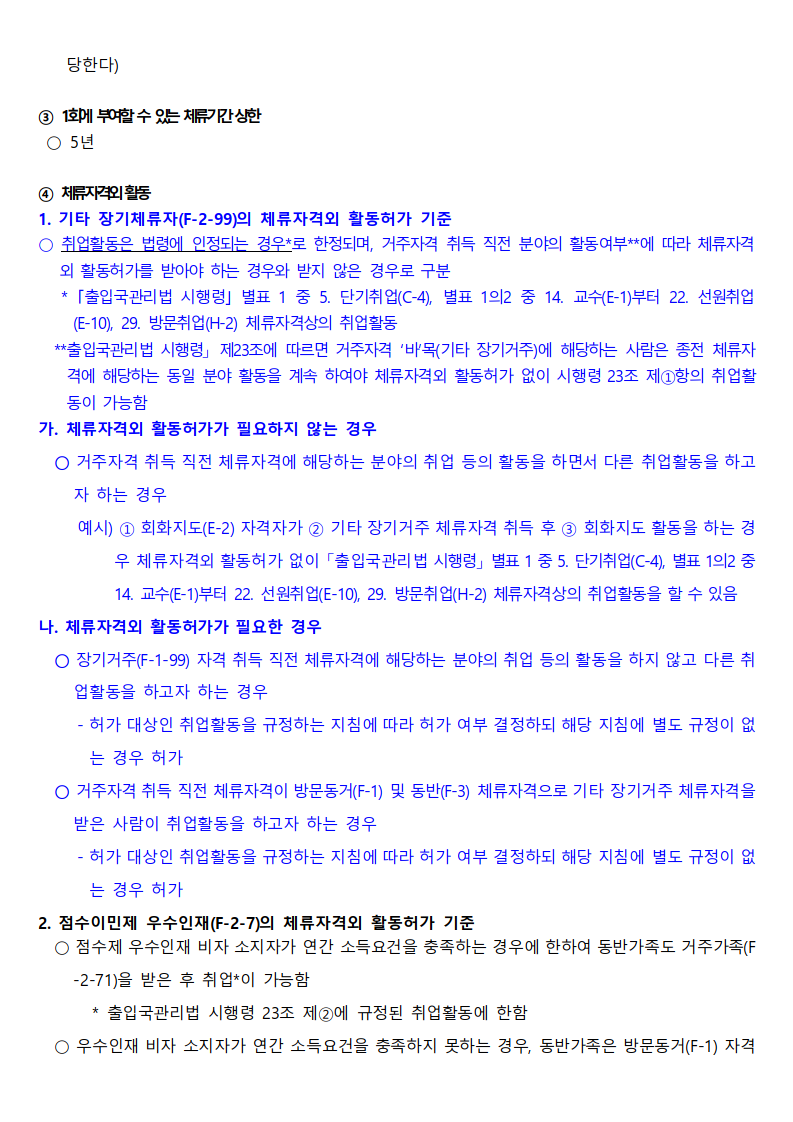 당한다)
③ 1회에 부여할 수 있는 체류기간 상한
○ 5년
④ 체류자격외 활동
1. 기타 장기체류자(F-2-99)의 체류자격외 활동허가 기준
○ 취업활동은 법령에 인정되는 경우*로 한정되며, 거주자격 취득 직전 분야의 활동여부**에 따라 체류자격
외 활동허가를 받아야 하는 경우와 받지 않은 경우로 구분
*「출입국관리법 시행령」별표 1 중 5. 단기취업(C-4), 별표 1의2 중 14. 교수(E-1)부터 22. 선원취업
(E-10), 29. 방문취업(H-2) 체류자격상의 취업활동
**출입국관리법 시행령」제23조에 따르면 거주자격 ‘바’목(기타 장기거주)에 해당하는 사람은 종전 체류자
격에 해당하는 동일 분야 활동을 계속 하여야 체류자격외 활동허가 없이 시행령 23조 제①항의 취업활
동이 가능함
가. 체류자격외 활동허가가 필요하지 않는 경우
○ 거주자격 취득 직전 체류자격에 해당하는 분야의 취업 등의 활동을 하면서 다른 취업활동을 하고
자 하는 경우
예시) ① 회화지도(E-2) 자격자가 ② 기타 장기거주 체류자격 취득 후 ③ 회화지도 활동을 하는 경
우 체류자격외 활동허가 없이「출입국관리법 시행령」별표 1 중 5. 단기취업(C-4), 별표 1의2 중
14. 교수(E-1)부터 22. 선원취업(E-10), 29. 방문취업(H-2) 체류자격상의 취업활동을 할 수 있음
나. 체류자격외 활동허가가 필요한 경우
○ 장기거주(F-1-99) 자격 취득 직전 체류자격에 해당하는 분야의 취업 등의 활동을 하지 않고 다른 취
업활동을 하고자 하는 경우
- 허가 대상인 취업활동을 규정하는 지침에 따라 허가 여부 결정하되 해당 지침에 별도 규정이 없
는 경우 허가
○ 거주자격 취득 직전 체류자격이 방문동거(F-1) 및 동반(F-3) 체류자격으로 기타 장기거주 체류자격을
받은 사람이 취업활동을 하고자 하는 경우
- 허가 대상인 취업활동을 규정하는 지침에 따라 허가 여부 결정하되 해당 지침에 별도 규정이 없
는 경우 허가
2. 점수이민제 우수인재(F-2-7)의 체류자격외 활동허가 기준
○ 점수제 우수인재 비자 소지자가 연간 소득요건을 충족하는 경우에 한하여 동반가족도 거주가족(F
-2-71)을 받은 후 취업*이 가능함
* 출입국관리법 시행령 23조 제②에 규정된 취업활동에 한함
○ 우수인재 비자 소지자가 연간 소득요건을 충족하지 못하는 경우, 동반가족은 방문동거(F-1) 자격